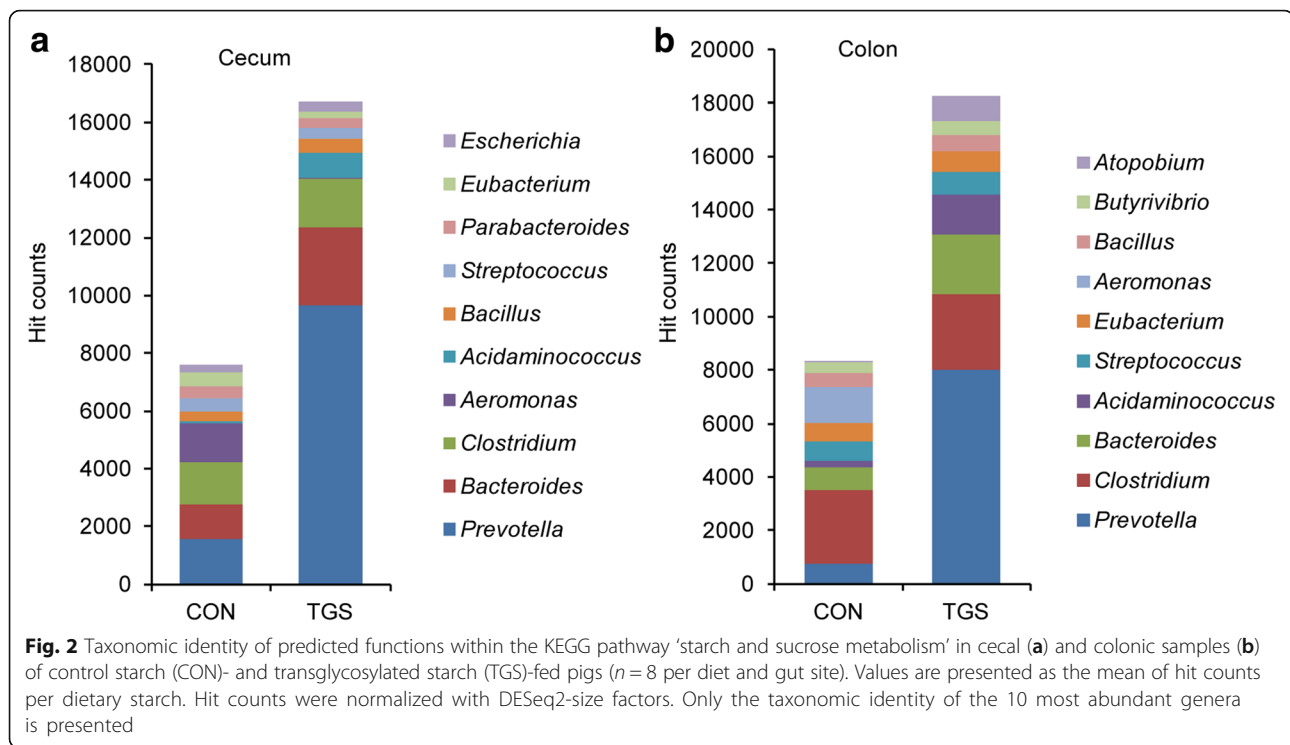 a
Cecum
18000
16000
14000
12000
10000
8000
6000
4000
2000
0
Hit counts
CON TGS
Escherichia
Eubacterium
Parabacteroides
Streptococcus
Bacillus
Acidaminococcus
Aeromonas
Clostridium
Bacteroides
Prevotella
b
Colon
20000
18000
16000
14000
12000
10000
8000
6000
4000
2000
0
Hit counts
CON TGS
Atopobium
Butyrivibrio
Bacillus
Aeromonas
Eubacterium
Streptococcus
Acidaminococcus
Bacteroides
Clostridium
Prevotella
Fig. 2 Taxonomic identity of predicted functions within the KEGG pathway ‘starch and sucrose metabolism’ in cecal (a) and colonic samples (b)
of control starch (CON)- and transglycosylated starch (TGS)-fed pigs (n = 8 per diet and gut site). Values are presented as the mean of hit counts
per dietary starch. Hit counts were normalized with DESeq2-size factors. Only the taxonomic identity of the 10 most abundant genera
is presented